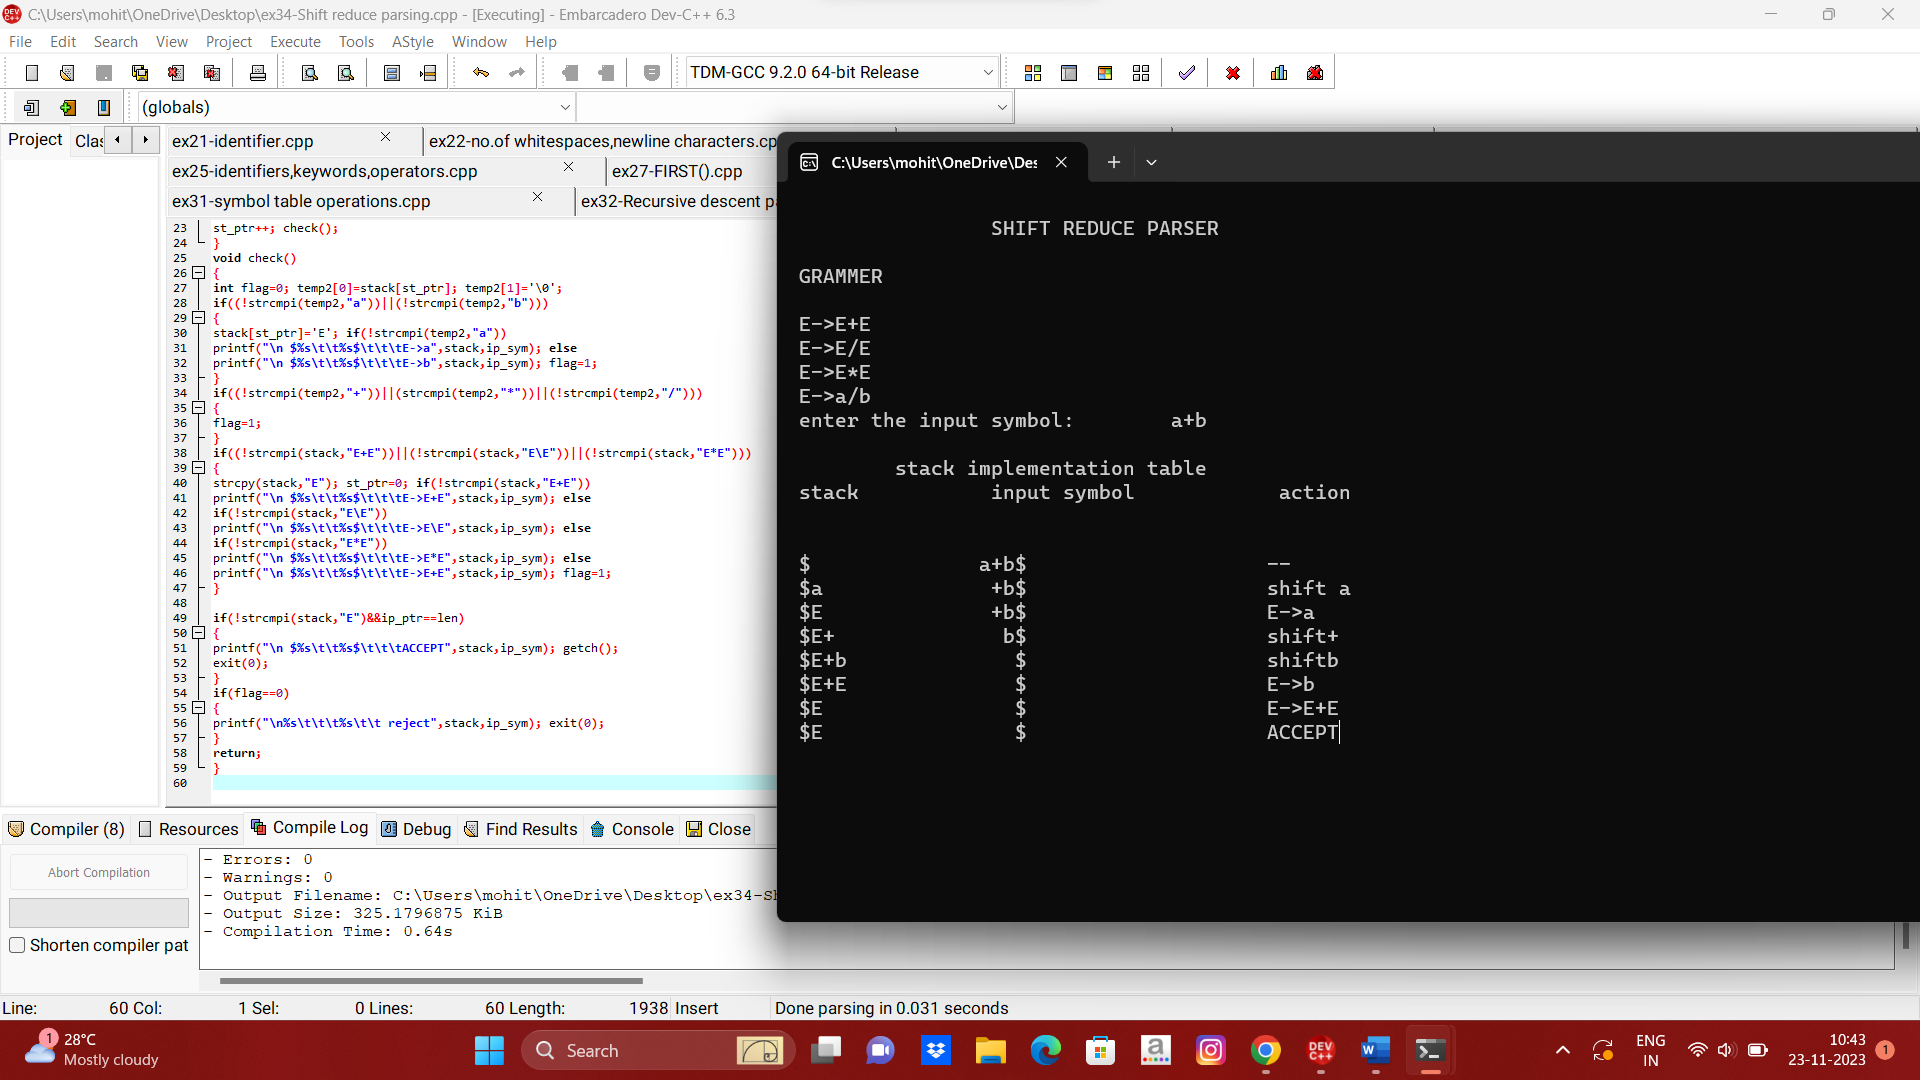 C:\Users\mohit\OneDrive\Desktop\ex34-Shift reduce parsing.cpp - [Executing] - Embarcadero Dev-C++ 6.3
File Edit Search View Project Execute Tools AStyle Window Help
TDM-GCC 9.2.0 64-bit Release
(globals)
Project Clas
ex21-identifier.cpp ex22-no.of whitespaces,newline characters.cp
ex25-identifiers,keywords,operators.cpp ex27-FIRST().cpp
ex31-symbol table operations.cpp ex32-Recursive descent pa
23 st_ptr++; check();
24 }
25 void check()
26 {
27 int flag=0; temp2[0]=stack[st_ptr]; temp2[1]='\0';
28 if((!strcmpi(temp2,"a"))||(!strcmpi(temp2,"b")))
29 {
30 stack[st_ptr]='E'; if(!strcmpi(temp2,"a"))
31 printf("\n $%s\t\t%s$\t\t\tE->a",stack,ip_sym); else
32 printf("\n $%s\t\t%s$\t\t\tE->b",stack,ip_sym); flag=1;
33 }
34 if((!strcmpi(temp2,"+"))||(strcmpi(temp2,"*"))||(!strcmpi(temp2,"/")))
35 {
36 flag=1;
37 }
38 if((!strcmpi(stack,"E+E"))||(!strcmpi(stack,"E\E"))||(!strcmpi(stack,"E*E")))
39 {
40 strcpy(stack,"E"); st_ptr=0; if(!strcmpi(stack,"E+E"))
41 printf("\n $%s\t\t%s$\t\t\tE->E+E",stack,ip_sym); else
42 if(!strcmpi(stack,"E\E"))
43 printf("\n $%s\t\t%s$\t\t\tE->E\E",stack,ip_sym); else
44 if(!strcmpi(stack,"E*E"))
45 printf("\n $%s\t\t%s$\t\t\tE->E*E",stack,ip_sym); else
46 printf("\n $%s\t\t%s$\t\t\tE->E+E",stack,ip_sym); flag=1;
47 }
48
49 if(!strcmpi(stack,"E")&&ip_ptr==len)
50 {
51 printf("\n $%s\t\t%s$\t\t\tACCEPT",stack,ip_sym); getch();
52 exit(0);
53 }
54 if(flag==0)
55 {
56 printf("\n%s\t\t\t%s\t\t reject",stack,ip_sym); exit(0);
57 }
58 return;
59 }
60
C:\Users\mohit\OneDrive\Des
SHIFT REDUCE PARSER
GRAMMER
E->E+E
E->E/E
E->E*E
E->a/b
enter the input symbol: a+b
stack implementation table
stack input symbol action
$ a+b$ --
$a +b$ shift a
$E +b$ E->a
$E+ b$ shift+
$E+b $ shiftb
$E+E $ E->b
$E $ E->E+E
$E $ ACCEPT
Compiler (8) Resources Compile Log Debug Find Results Console Close
Abort Compilation
Shorten compiler pat
- Errors: 0
- Warnings: 0
- Output Filename: C:\Users\mohit\OneDrive\Desktop\ex34-Sh
- Output Size: 325.1796875 KiB
- Compilation Time: 0.64s
Line: 60 Col: 1 Sel: 0 Lines: 60 Length: 1938 Insert Done parsing in 0.031 seconds
1 28°C
Mostly cloudy
Search
DEV C++
ENG
IN
10:43
23-11-2023
1